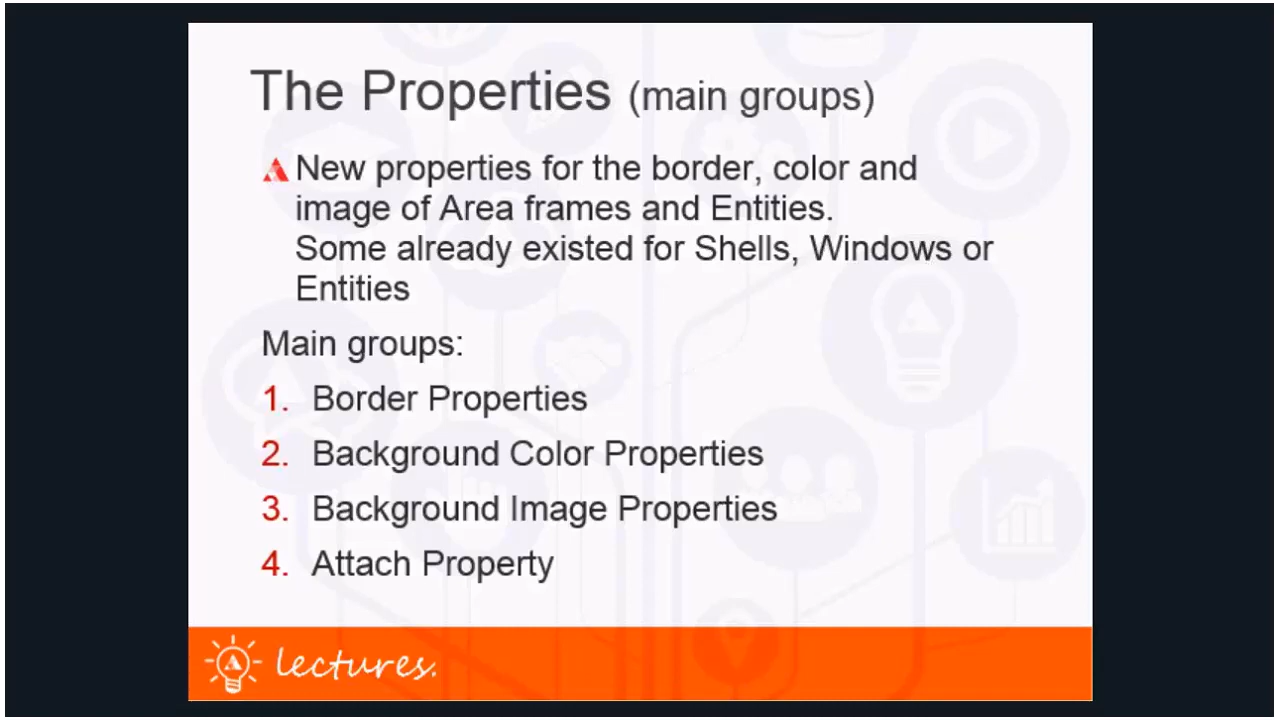 The Properties (main groups)
New properties for the border, color and
image of Area frames and Entities.
Some already existed for Shells, Windows or
Entities
Main groups:
1. Border Properties
2. Background Color Properties
3. Background Image Properties
4. Attach Property
lectures.